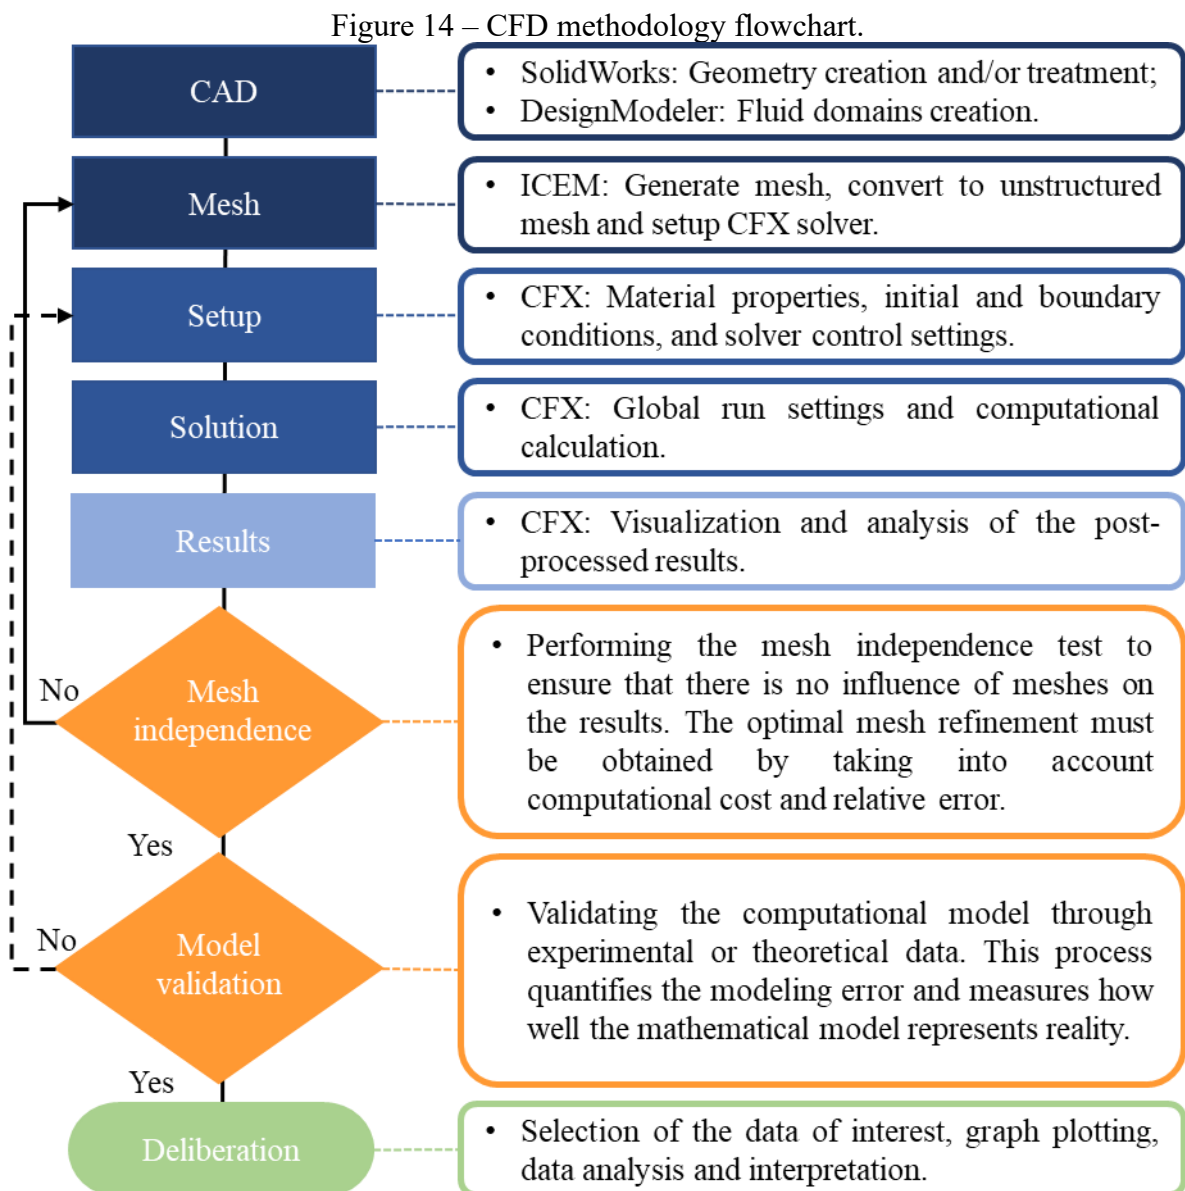 Figure 14 – CFD methodology flowchart.
CAD
• SolidWorks: Geometry creation and/or treatment;
• DesignModeler: Fluid domains creation.
Mesh
• ICEM: Generate mesh, convert to unstructured
mesh and setup CFX solver.
Setup
• CFX: Material properties, initial and boundary
conditions, and solver control settings.
Solution
• CFX: Global run settings and computational
calculation.
Results
• CFX: Visualization and analysis of the post-
processed results.
No
Mesh
independence
• Performing the mesh independence test to
ensure that there is no influence of meshes on
the results. The optimal mesh refinement must
be obtained by taking into account
computational cost and relative error.
Yes
No
Model
validation
• Validating the computational model through
experimental or theoretical data. This process
quantifies the modeling error and measures how
well the mathematical model represents reality.
Yes
Deliberation
• Selection of the data of interest, graph plotting,
data analysis and interpretation.